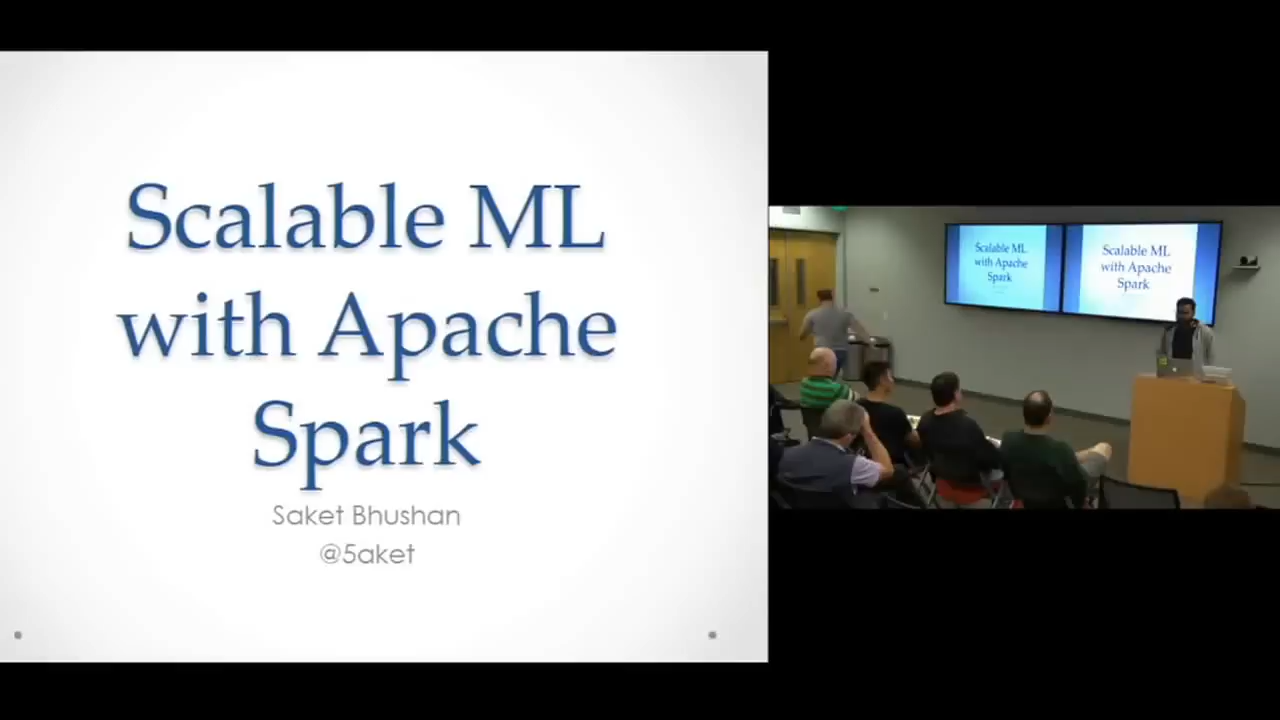 Scalable ML
with Apache
Spark
Saket Bhushan
@5aket
Scalable ML
with Apache
Spark
Scalable ML
with Apache
Spark